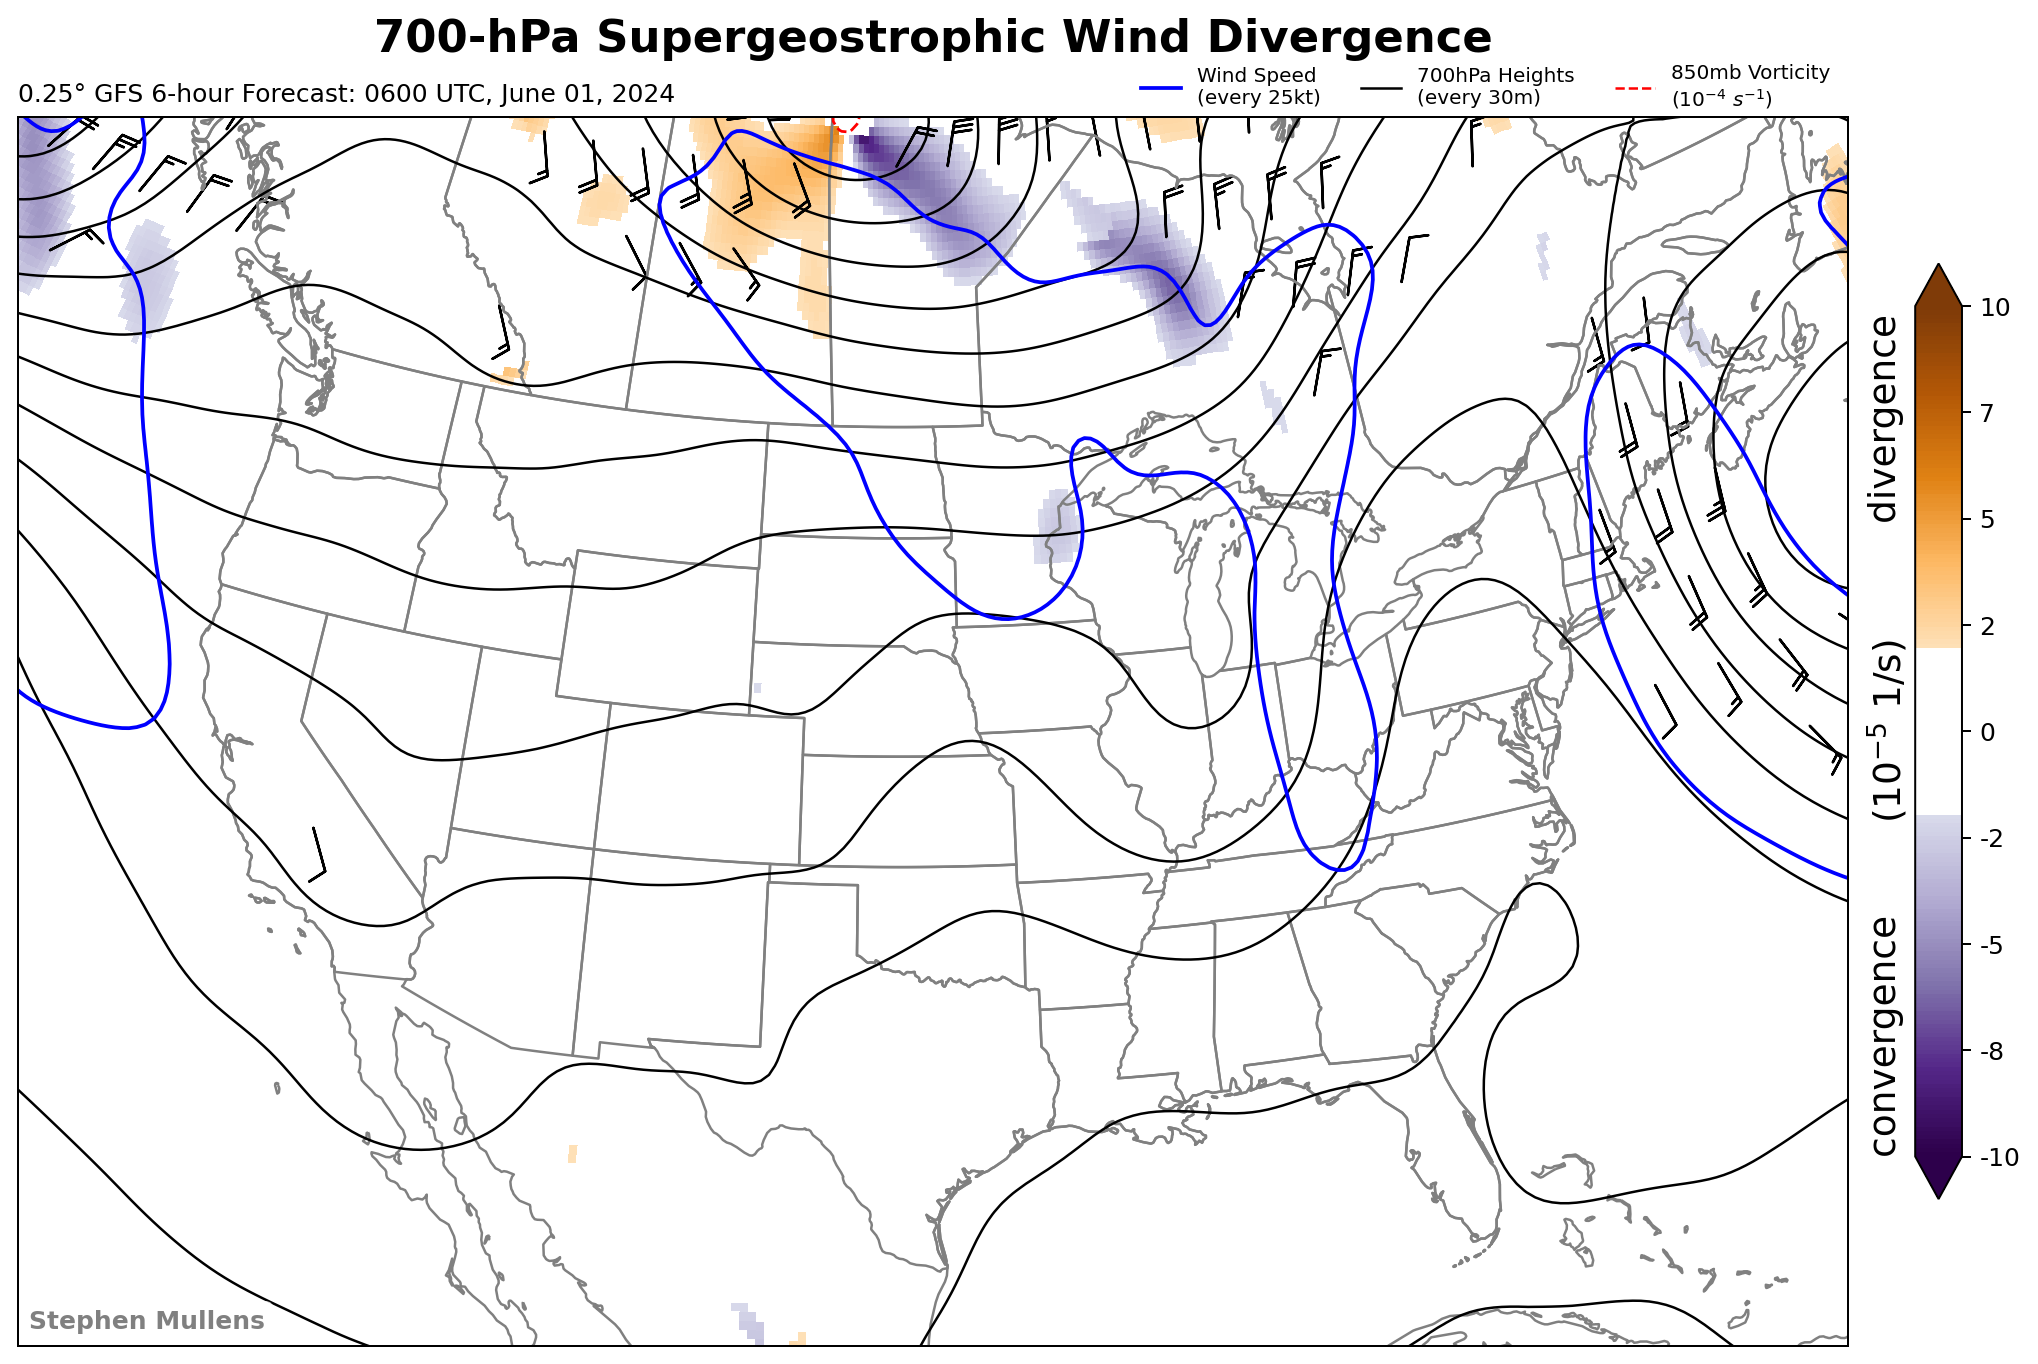 700-hPa Supergeostrophic Wind Divergence
0.25° GFS 6-hour Forecast: 0600 UTC, June 01, 2024
Wind Speed
(every 25kt)
700hPa Heights
(every 30m)
850mb Vorticity
(10⁻⁴ s⁻¹)
10
7
5
2
0
-2
-5
-8
-10
convergence (10⁻⁵ 1/s) divergence
Stephen Mullens